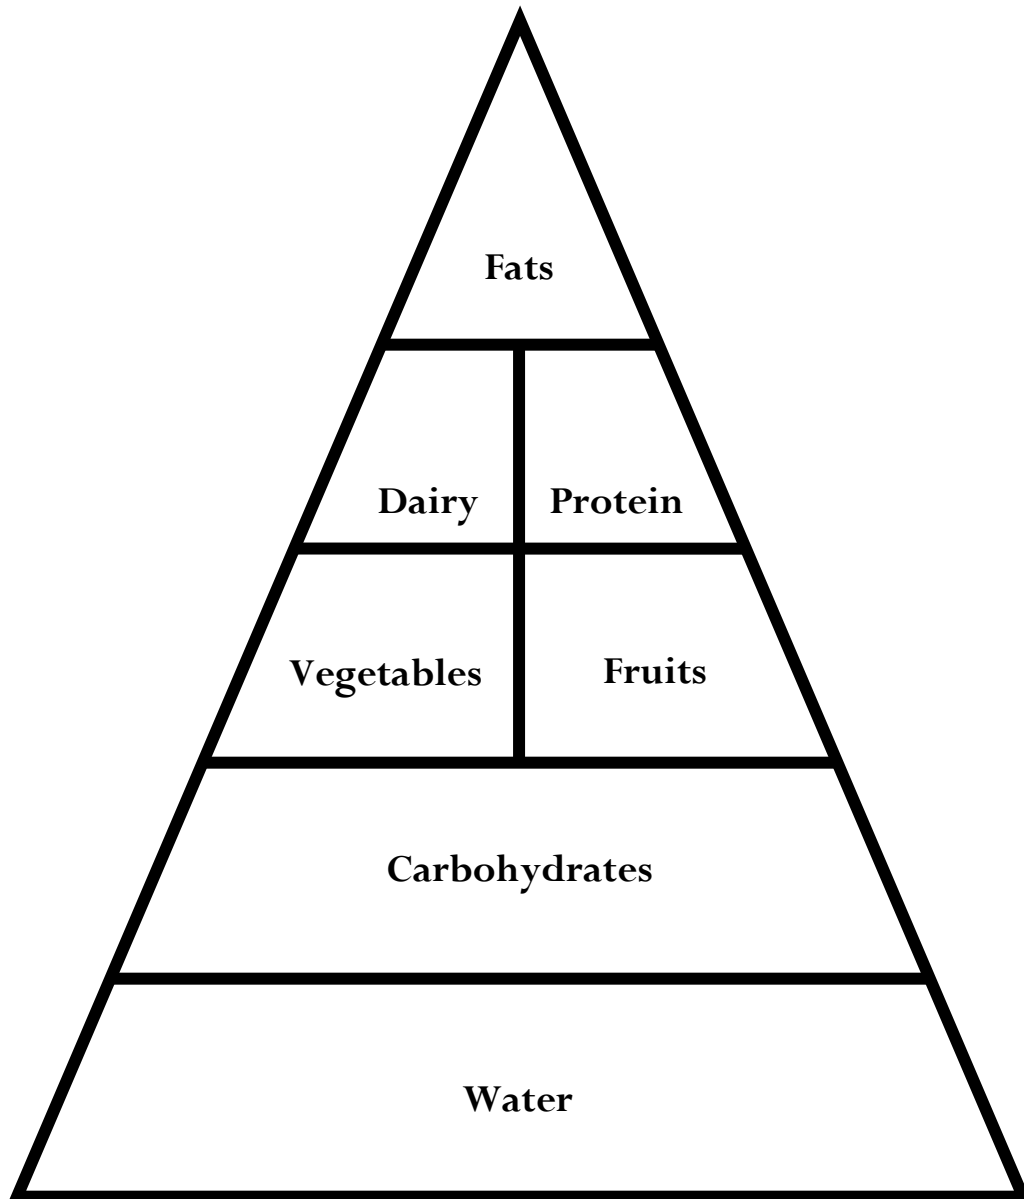 Fats
Dairy
Protein
Vegetables
Fruits
Carbohydrates
Water